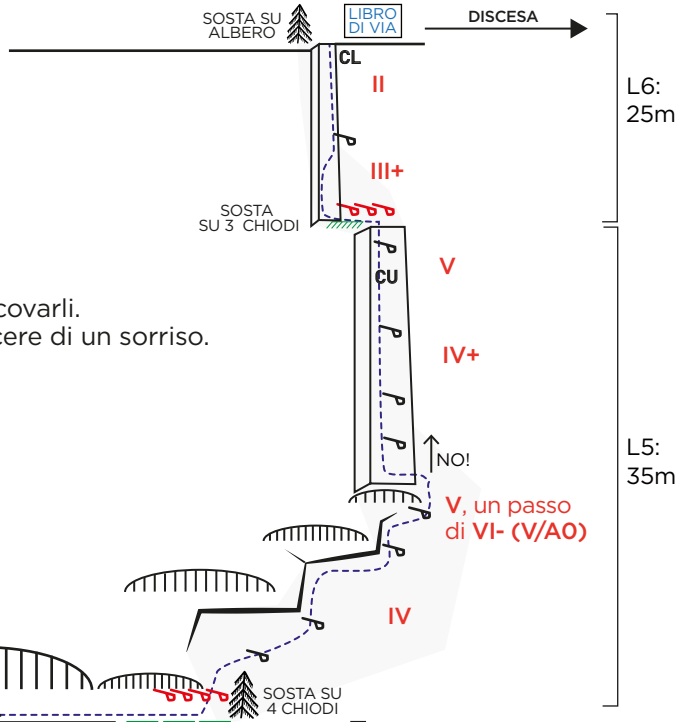 SOSTA SU
ALBERO
LIBRO
DI VIA
DISCESA
CL
II
L6:
25m
III+
SOSTA
SU 3 CHIODI
V
CU
covarli.
cere di un sorriso.
IV+
NO!
L5:
35m
V, un passo
di VI- (V/A0)
IV
SOSTA SU
4 CHIODI